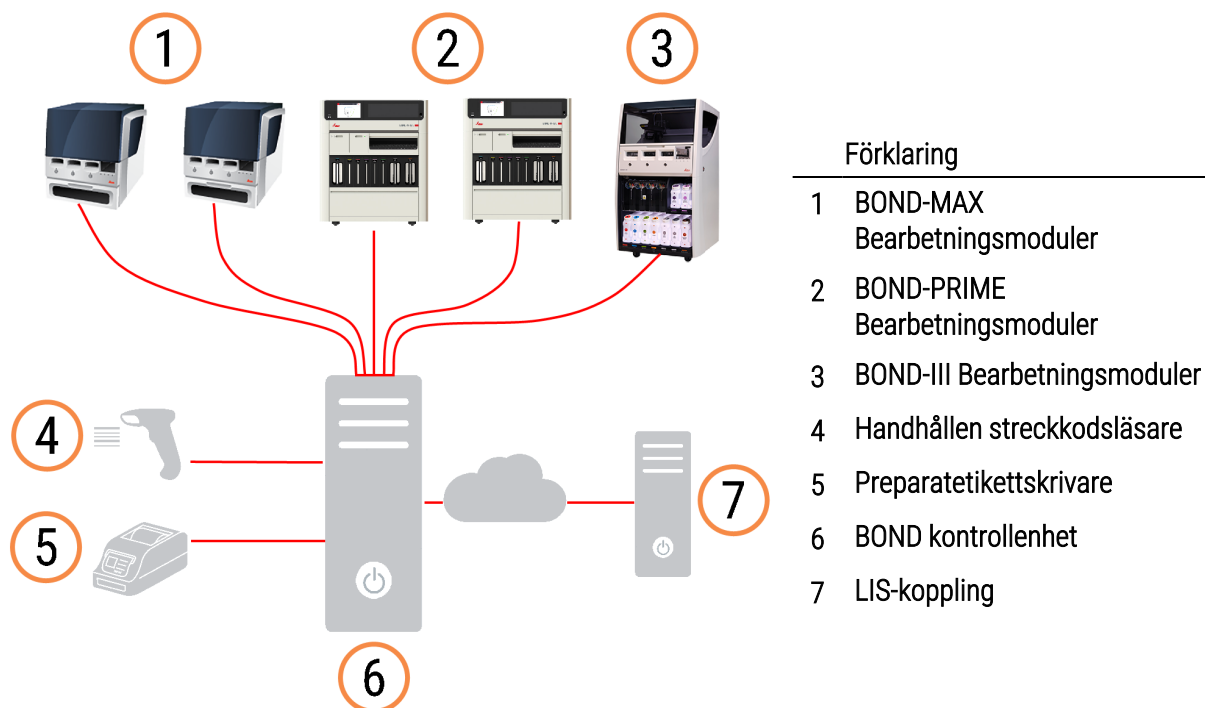 1
2
3
4
5
6
7
Förklaring
1 BOND-MAX
Bearbetningsmoduler
2 BOND-PRIME
Bearbetningsmoduler
3 BOND-III Bearbetningsmoduler
4 Handhållen streckkodsläsare
5 Preparatetikettskrivare
6 BOND kontrollenhet
7 LIS-koppling